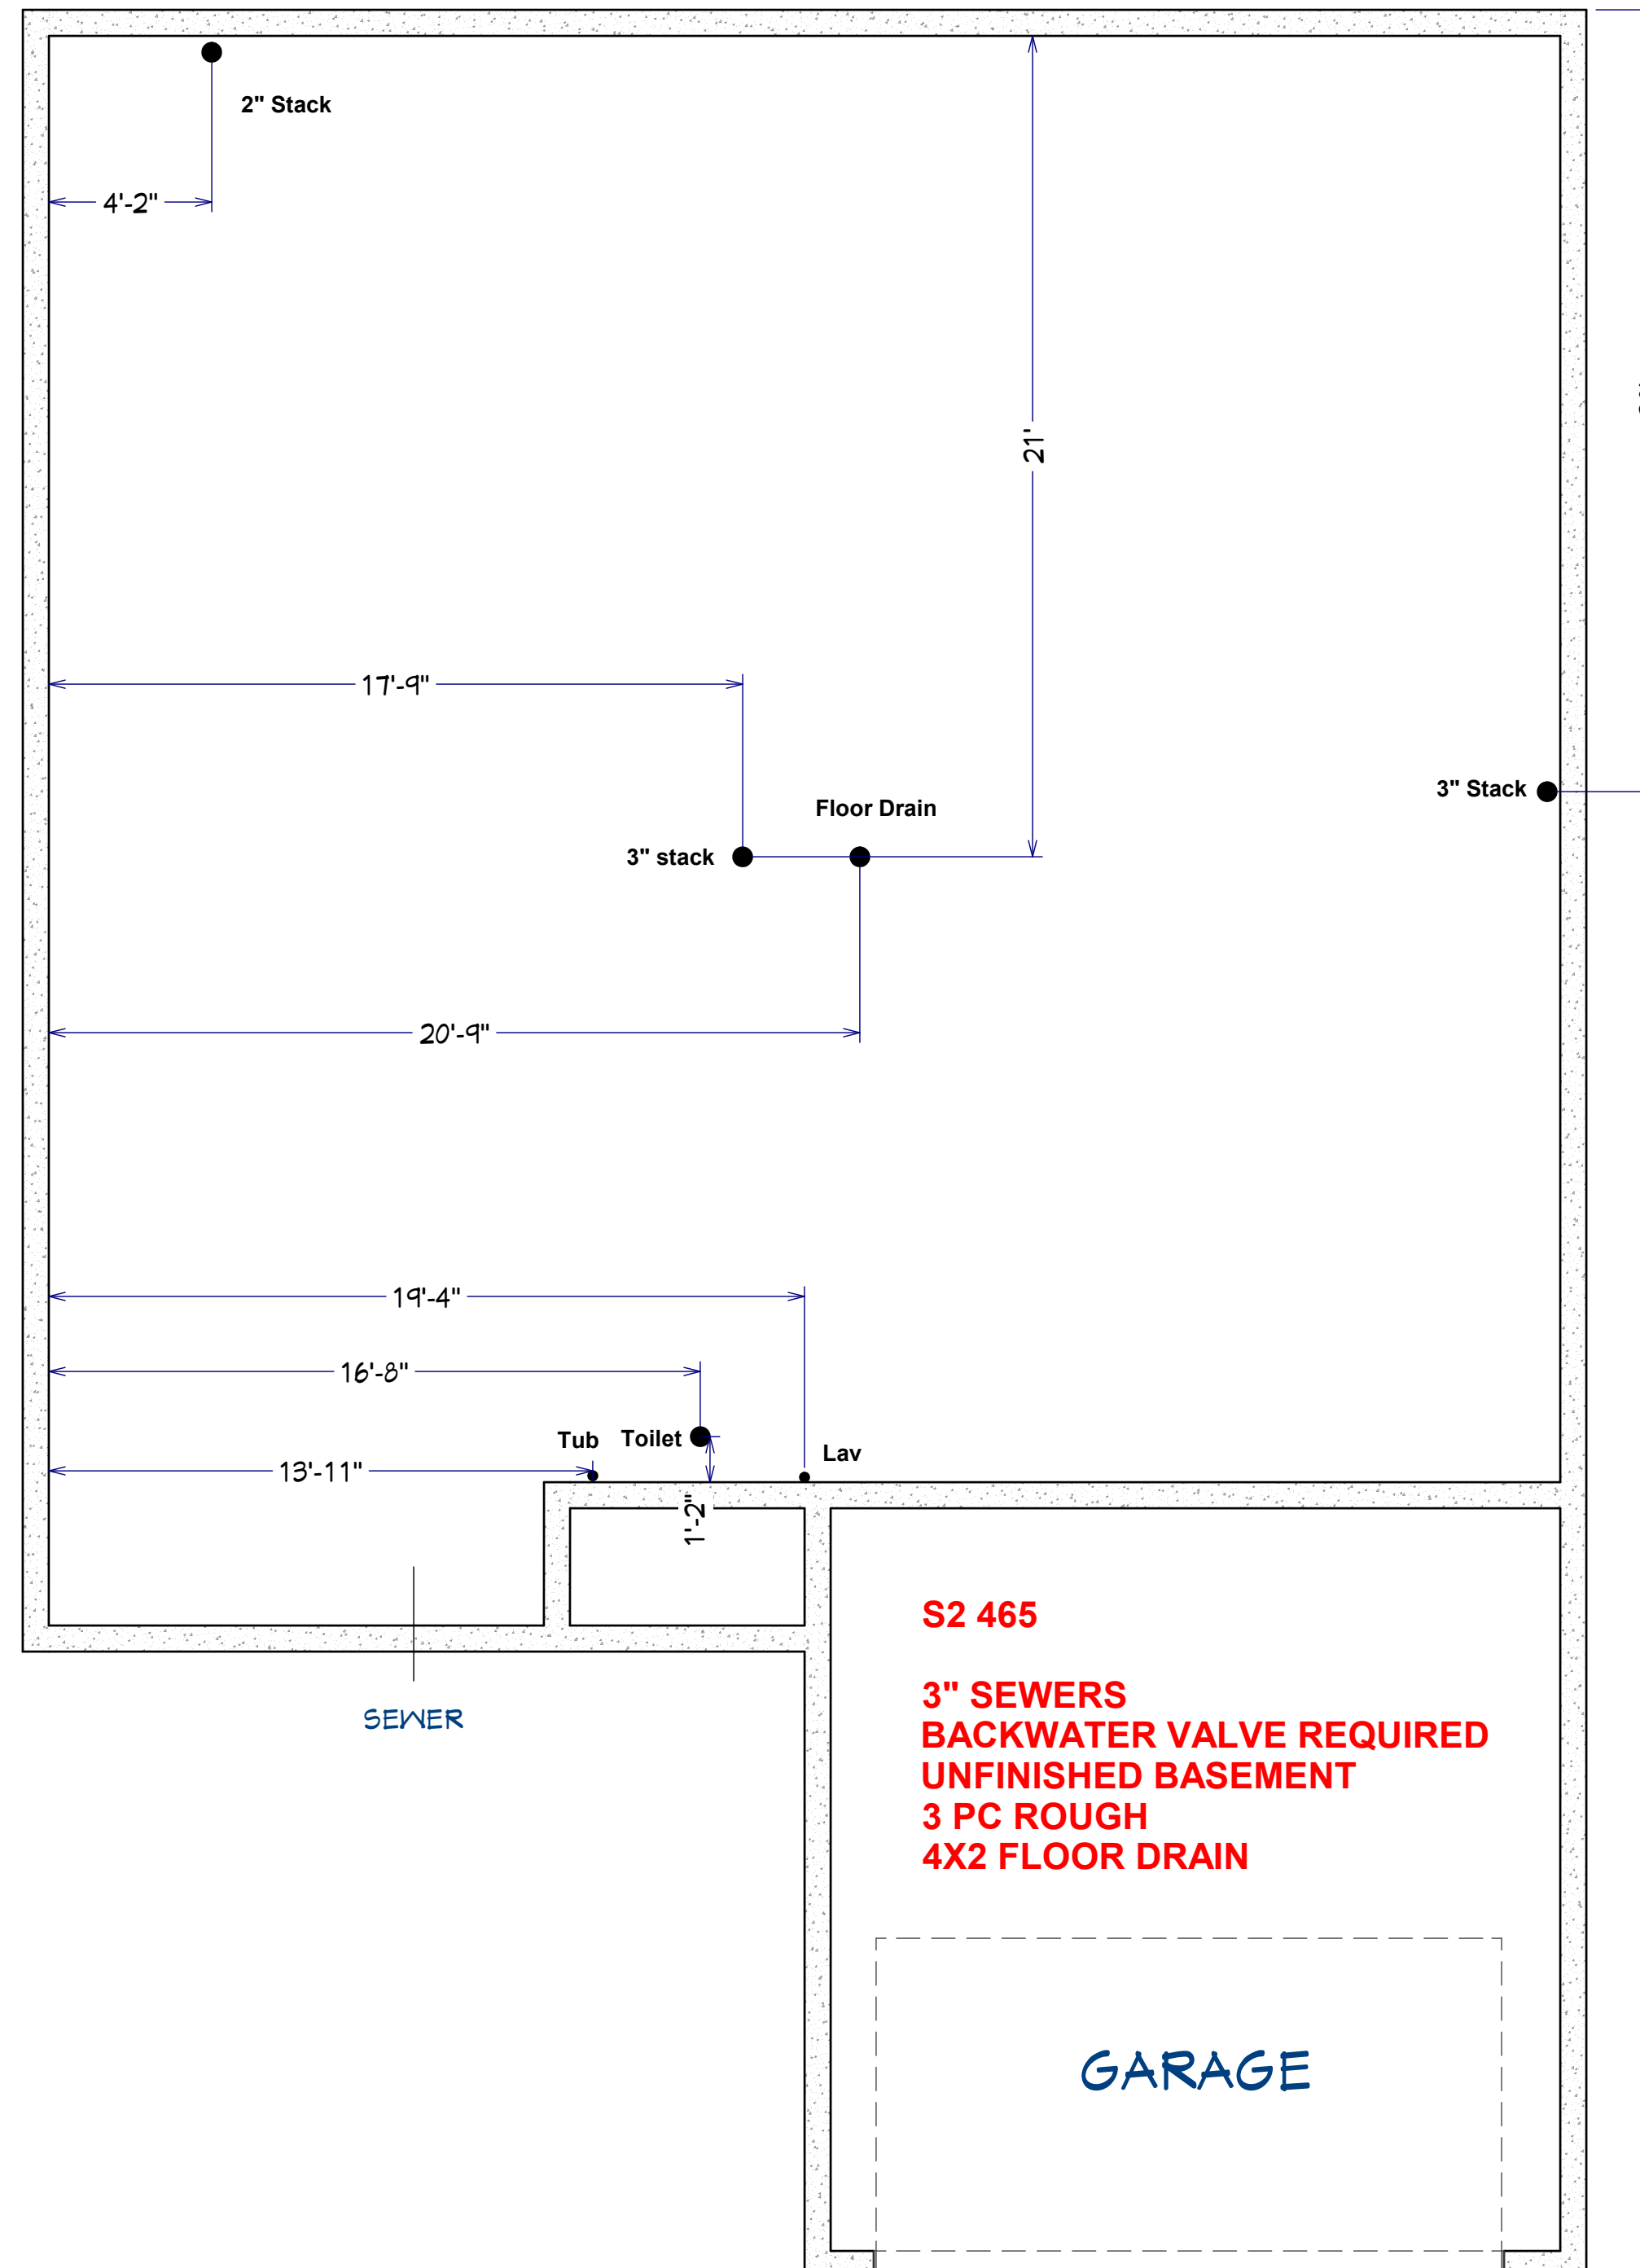 2" Stack
4'-2"
21'
17'-9"
3" Stack
Floor Drain
3" stack
20'-9"
19'-4"
16'-8"
Tub
Toilet
Lav
13'-11"
1'-2"
S2 465
3" SEWERS
SEWER
BACKWATER VALVE REQUIRED
UNFINISHED BASEMENT
3 PC ROUGH
4X2 FLOOR DRAIN
GARAGE